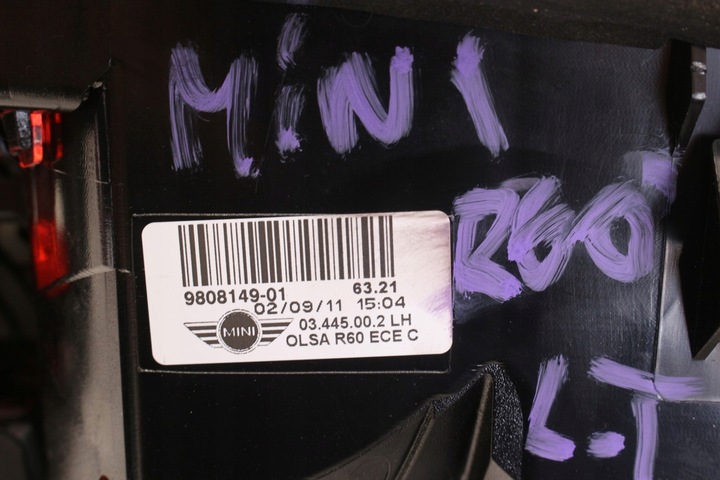 MiNI
R60
L.T
9808149-01 63.21
02/09/11 15:04
MINI
03.445.00.2 LH
OLSA R60 ECE C